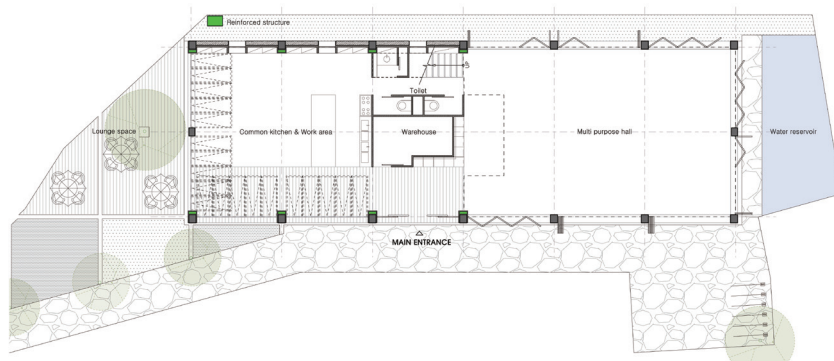 Reinforced structure
Toilet
Lounge space
Common kitchen & Work area
Warehouse
Multi purpose hall
Water reservoir
MAIN ENTRANCE